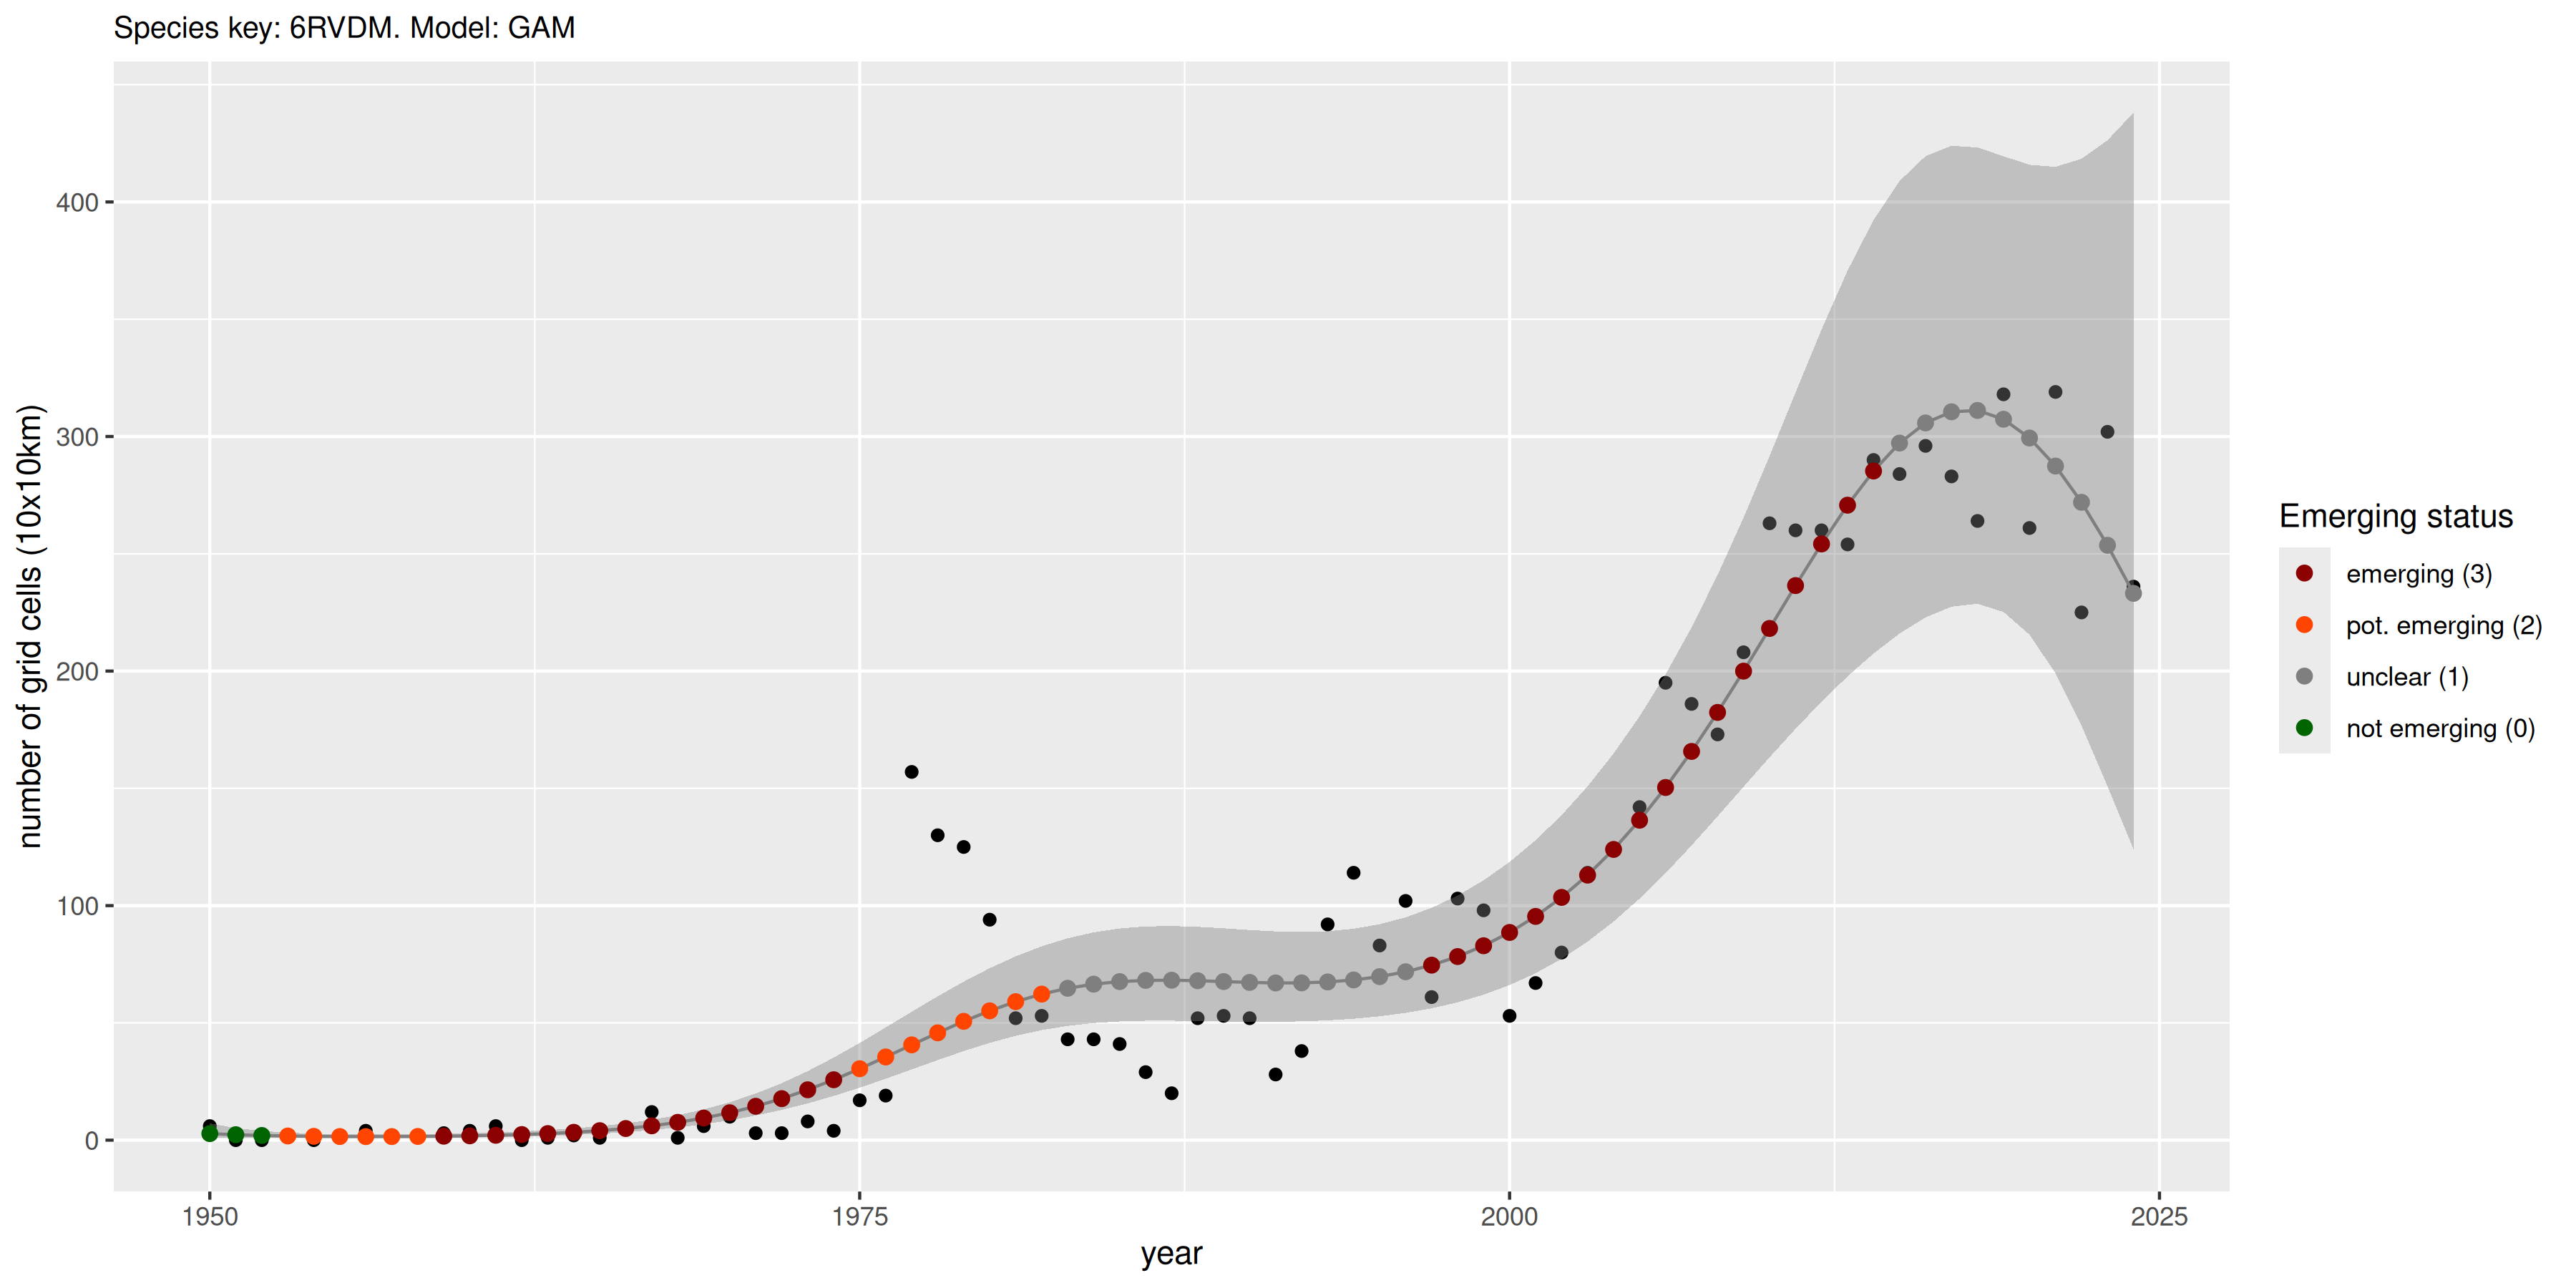 Species key: 6RVDM. Model: GAM
number of grid cells (10x10km)
400
300
200
100
0
1950
1975
2000
2025
year
Emerging status
emerging (3)
pot. emerging (2)
unclear (1)
not emerging (0)